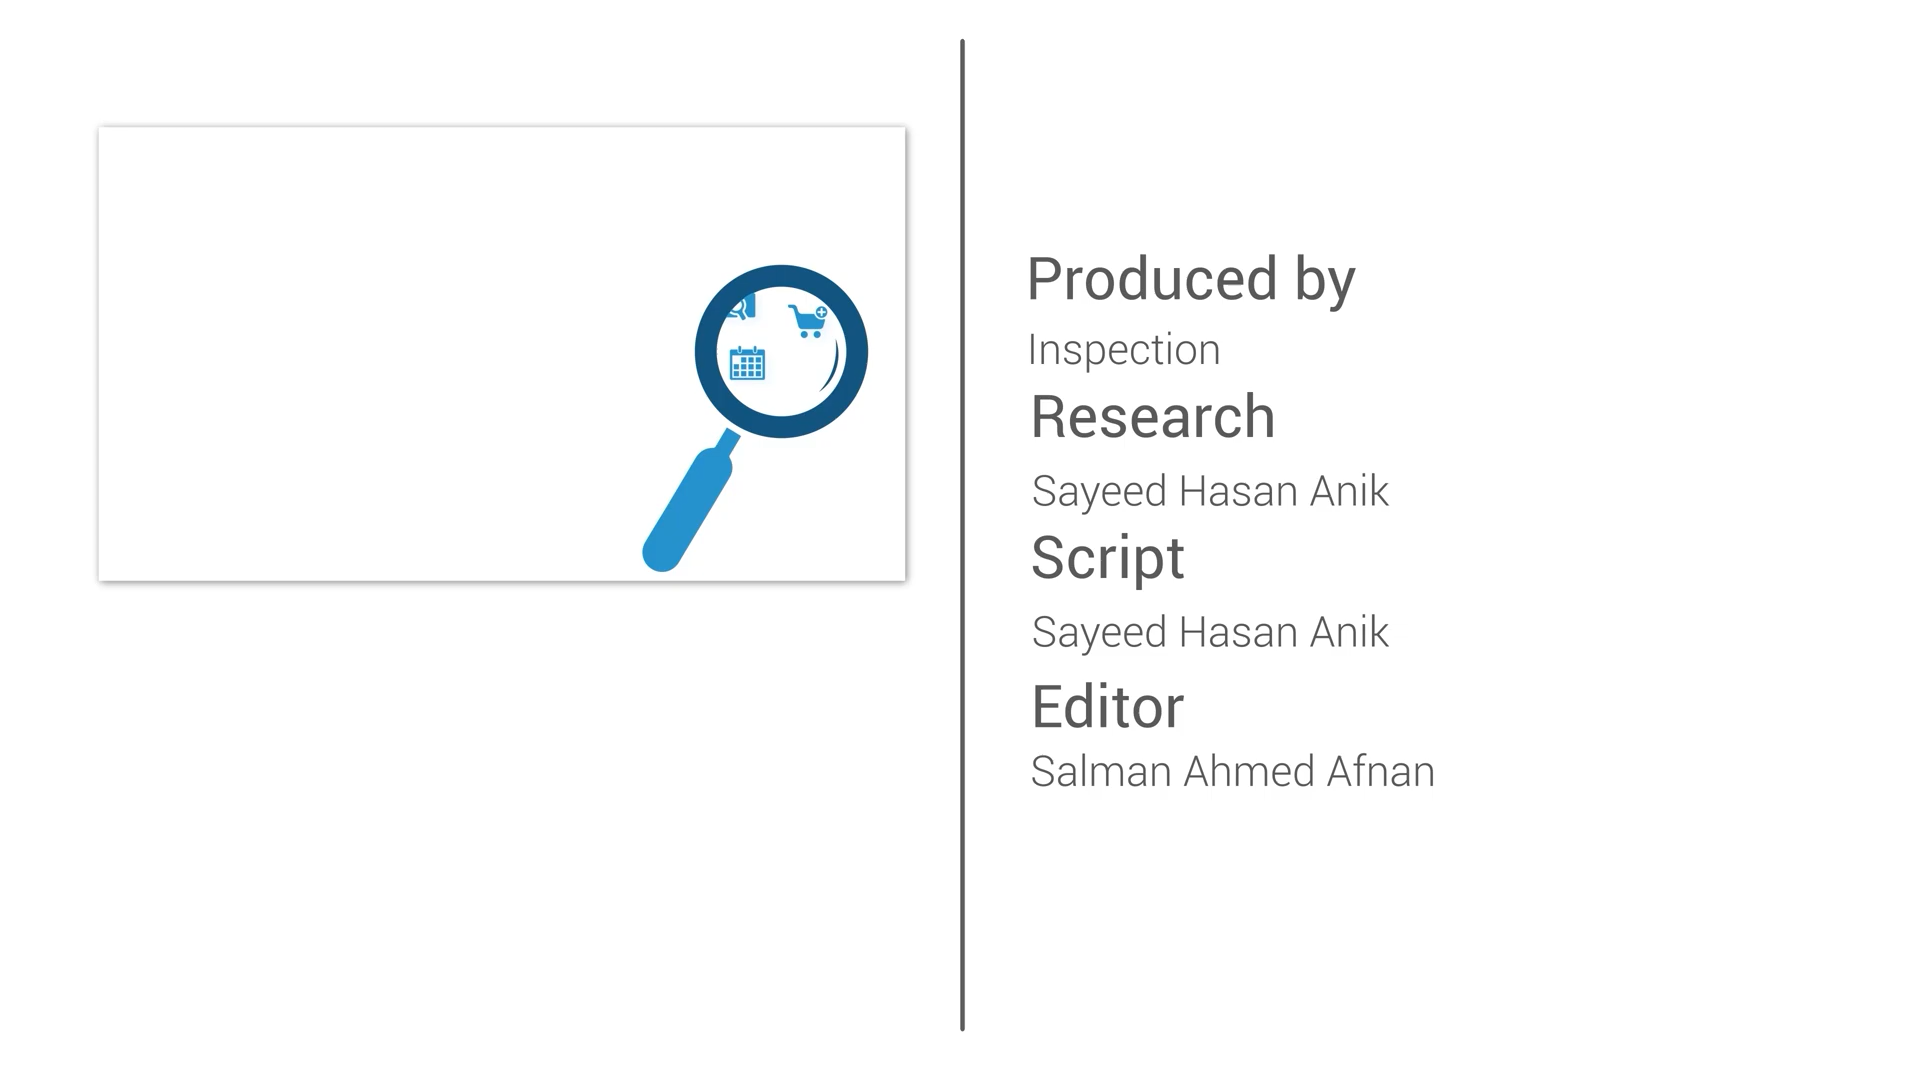 Produced by
Inspection
Research
Sayeed Hasan Anik
Script
Sayeed Hasan Anik
Editor
Salman Ahmed Afnan